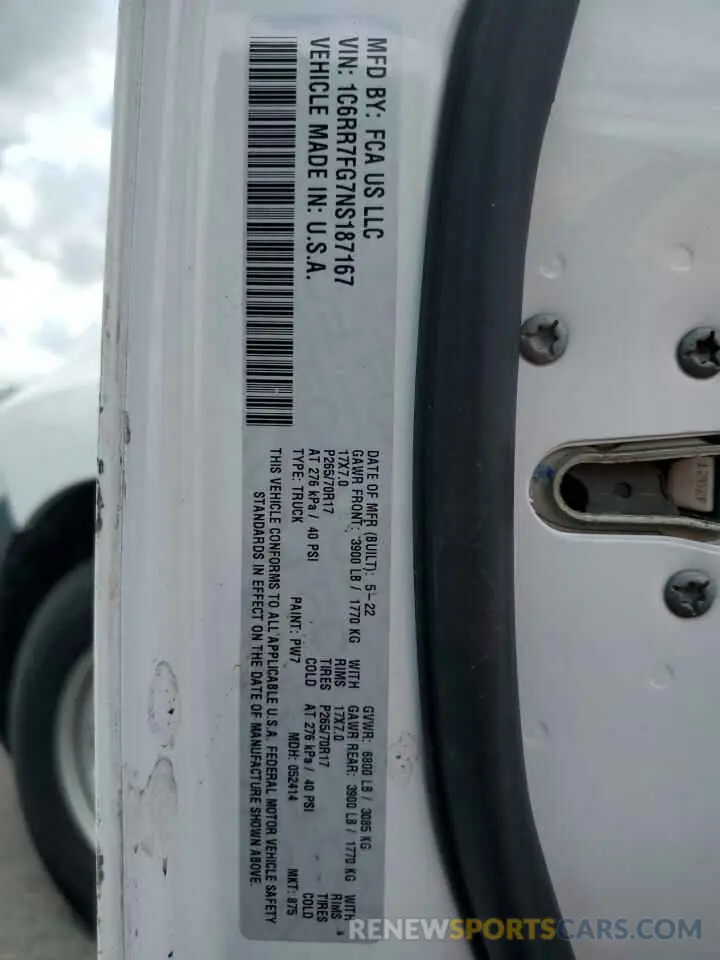 MFD BY: FCA US LLC
VIN: 1C6RR7FG7NS187167
VEHICLE MADE IN: U.S.A.
DATE OF MFR (BUILT): 5-22 GVWR: 6800 LB / 3085 KG
GAWR FRONT: 3900 LB / 1770 KG WITH GAWR REAR: 3900 LB / 1770 KG WITH
17X7.0 RIMS 17X7.0 RIMS
P265/70R17 TIRES P265/70R17 TIRES
AT 276 kPa / 40 PSI COLD AT 276 kPa / 40 PSI COLD
TYPE: TRUCK PAINT: PW7 MDH: 052414 MKT: 875
THIS VEHICLE CONFORMS TO ALL APPLICABLE U.S.A. FEDERAL MOTOR VEHICLE SAFETY
STANDARDS IN EFFECT ON THE DATE OF MANUFACTURE SHOWN ABOVE.
RENEWSPORTSCARS.COM